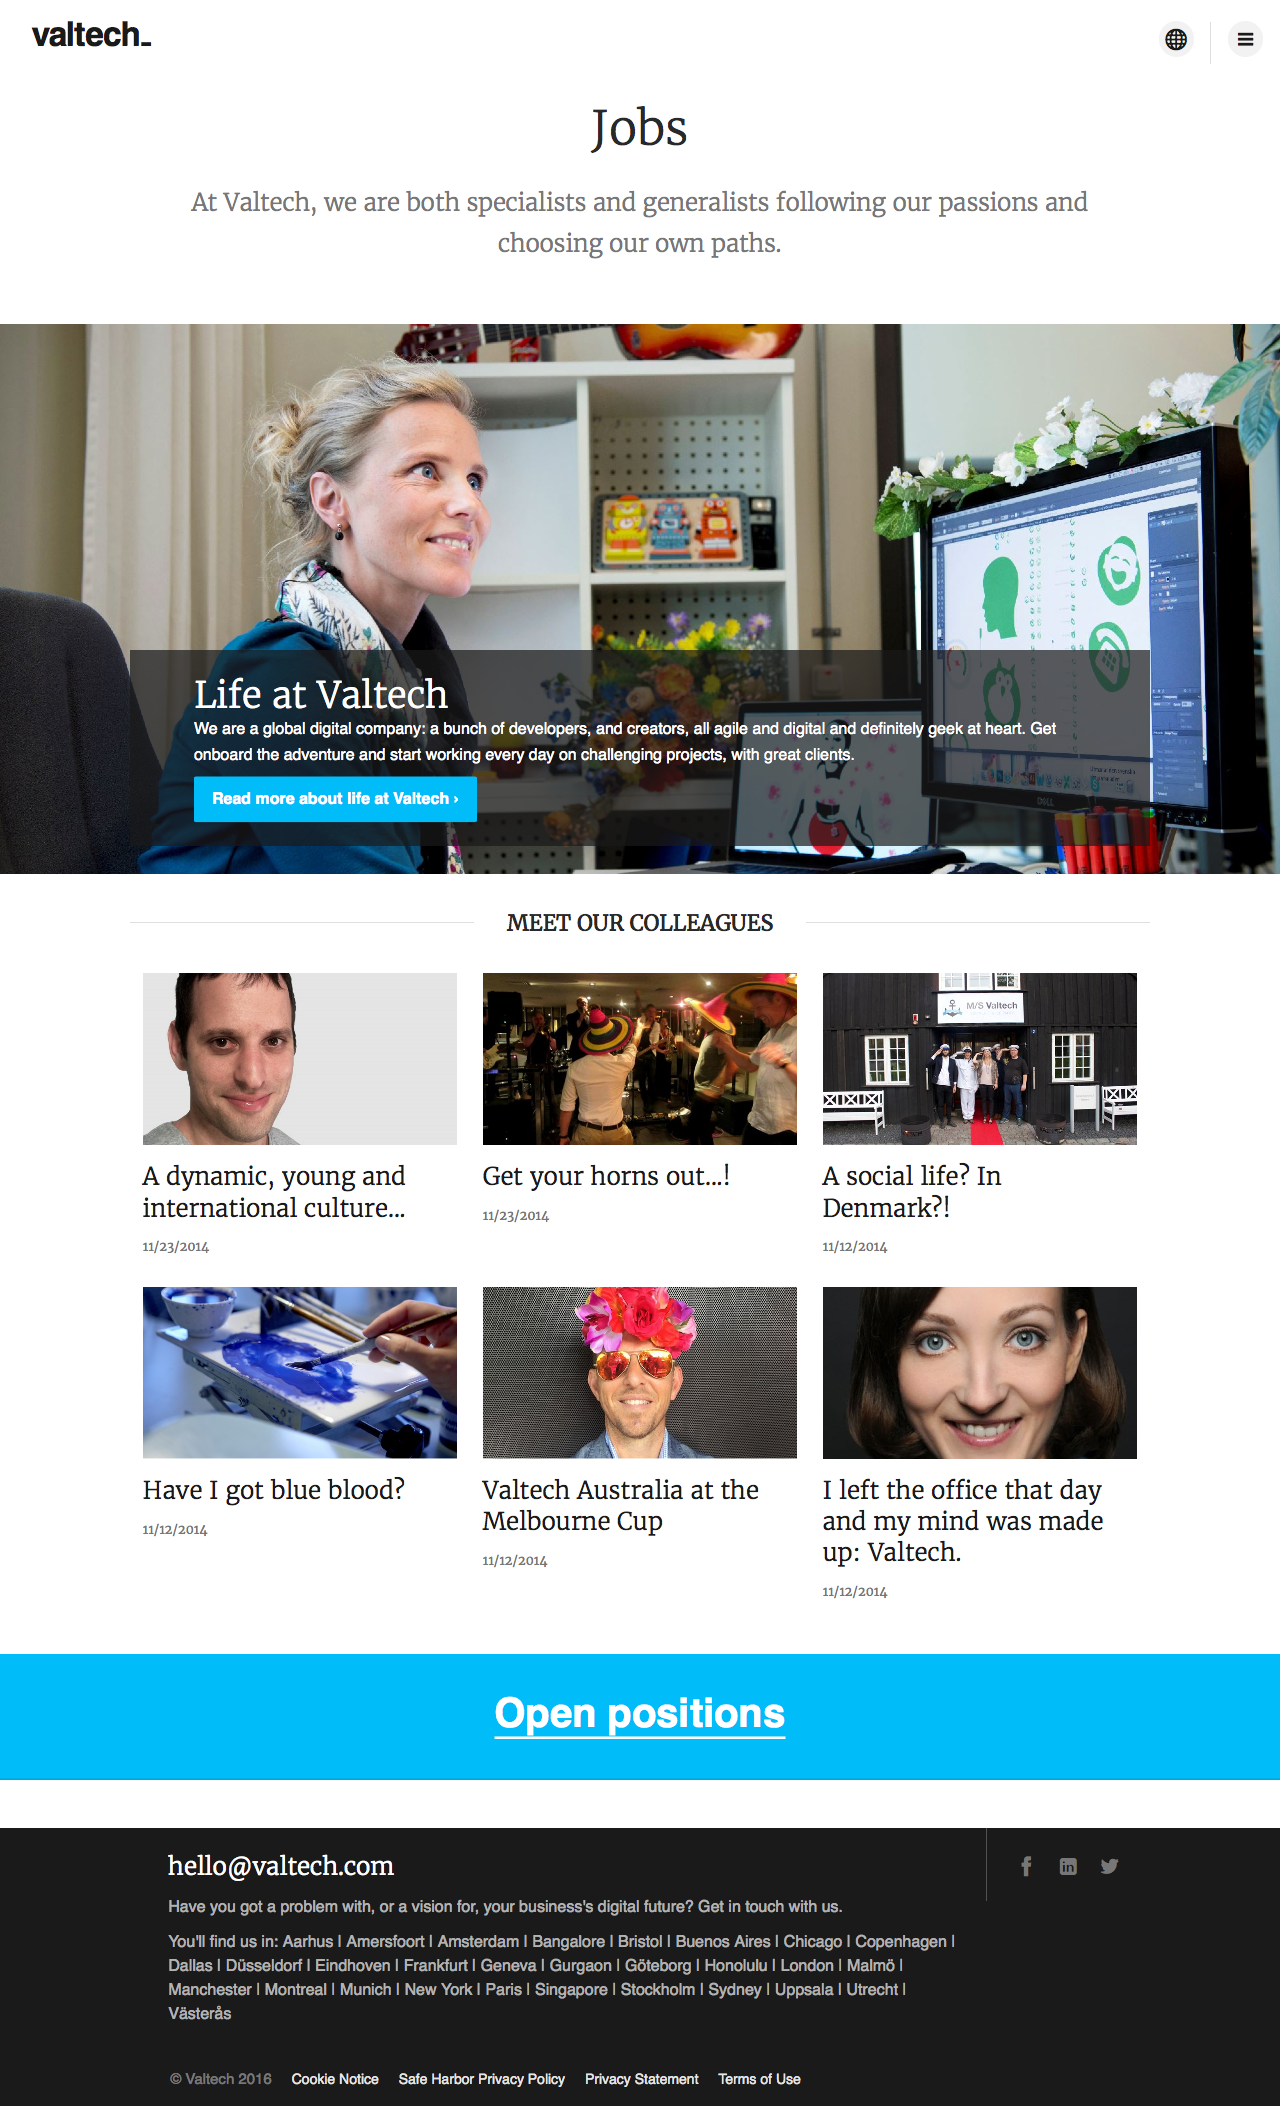 valtech_
Jobs
At Valtech, we are both specialists and generalists following our passions and
choosing our own paths.
DELL
Life at Valtech
We are a global digital company: a bunch of developers, and creators, all agile and digital and definitely geek at heart. Get
onboard the adventure and start working every day on challenging projects, with great clients.
Read more about life at Valtech ›
MEET OUR COLLEAGUES
M/S Valtech
A dynamic, young and
international culture...
11/23/2014
Get your horns out...!
11/23/2014
A social life? In
Denmark?!
11/12/2014
Have I got blue blood?
11/12/2014
Valtech Australia at the
Melbourne Cup
11/12/2014
I left the office that day
and my mind was made
up: Valtech.
11/12/2014
Open positions
hello@valtech.com
Have you got a problem with, or a vision for, your business's digital future? Get in touch with us.
You'll find us in: Aarhus | Amersfoort | Amsterdam | Bangalore | Bristol | Buenos Aires | Chicago | Copenhagen |
Dallas | Düsseldorf | Eindhoven | Frankfurt | Geneva | Gurgaon | Göteborg | Honolulu | London | Malmö |
Manchester | Montreal | Munich | New York | Paris | Singapore | Stockholm | Sydney | Uppsala | Utrecht |
Västerås
© Valtech 2016 Cookie Notice Safe Harbor Privacy Policy Privacy Statement Terms of Use